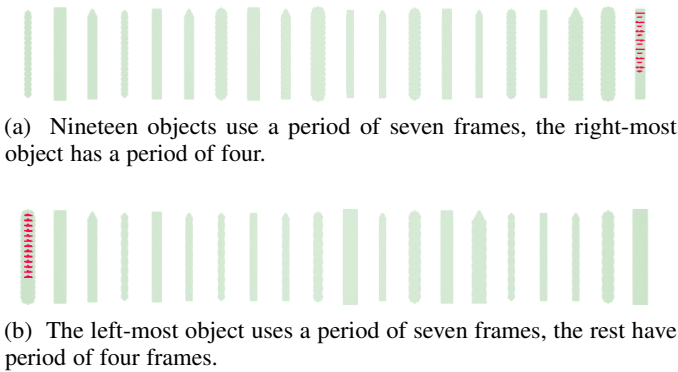 (a) Nineteen objects use a period of seven frames, the right-most
object has a period of four.
(b) The left-most object uses a period of seven frames, the rest have
period of four frames.